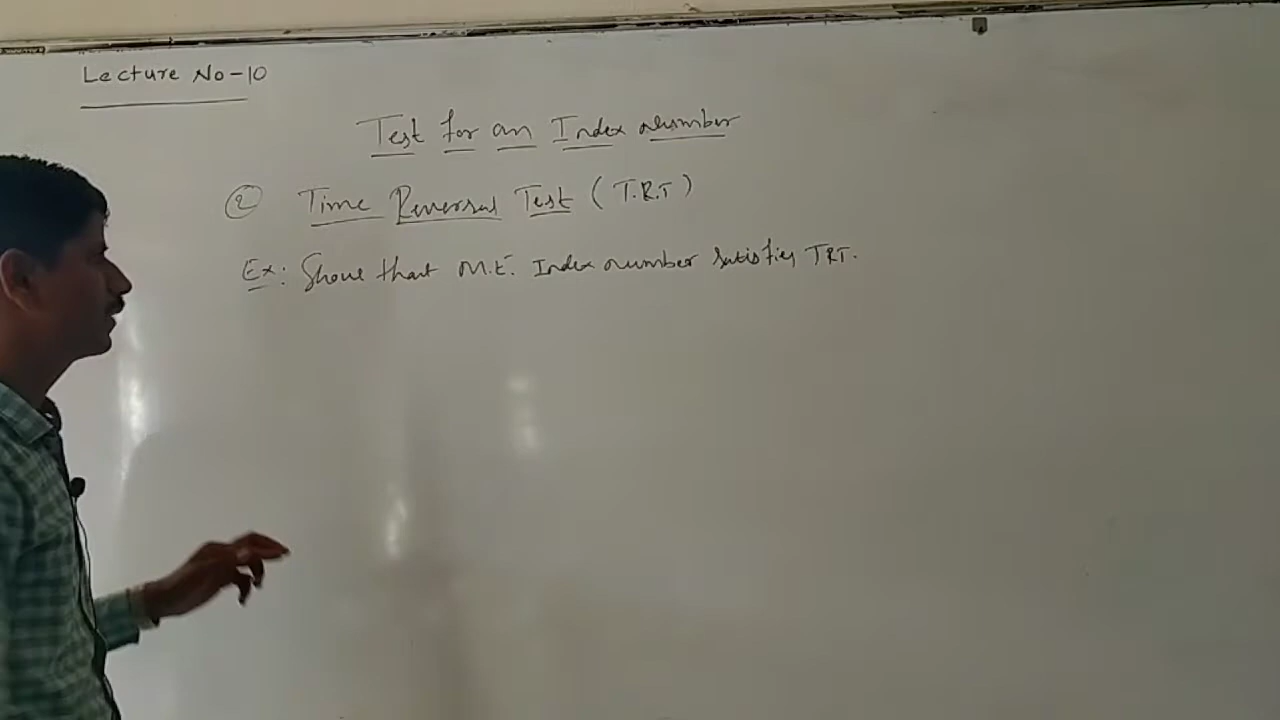 Lecture No-10
Test for an Index Number
② Time Reversal Test (T.R.T)
Ex: Show that M.E. Index number satisfies TRT.